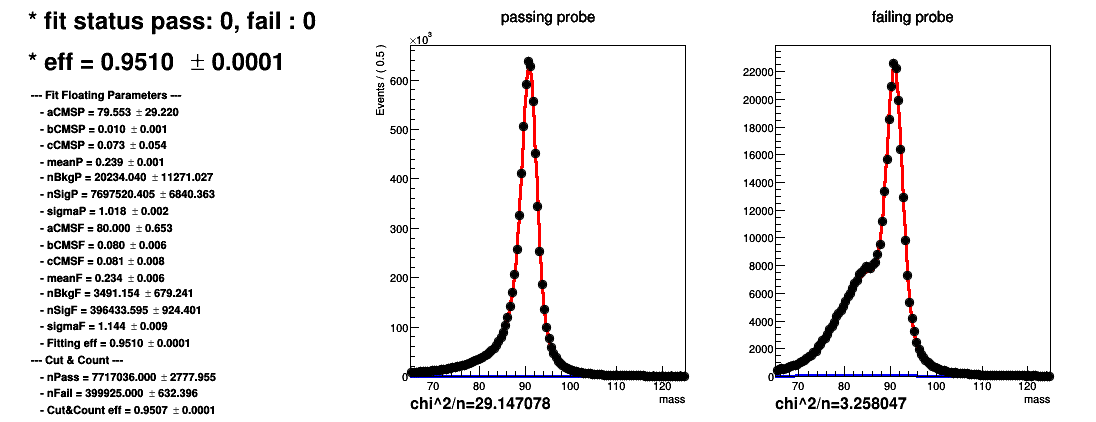 * fit status pass: 0, fail : 0
* eff = 0.9510 ± 0.0001
--- Fit Floating Parameters ---
- aCMSP = 79.553 ± 29.220
- bCMSP = 0.010 ± 0.001
- cCMSP = 0.073 ± 0.054
- meanP = 0.239 ± 0.001
- nBkgP = 20234.040 ± 11271.027
- nSigP = 7697520.405 ± 6840.363
- sigmaP = 1.018 ± 0.002
- aCMSF = 80.000 ± 0.653
- bCMSF = 0.080 ± 0.006
- cCMSF = 0.081 ± 0.008
- meanF = 0.234 ± 0.006
- nBkgF = 3491.154 ± 679.241
- nSigF = 396433.595 ± 924.401
- sigmaF = 1.144 ± 0.009
- Fitting eff = 0.9510 ± 0.0001
--- Cut & Count ---
- nPass = 7717036.000 ± 2777.955
- nFail = 399925.000 ± 632.396
- Cut&Count eff = 0.9507 ± 0.0001
passing probe
×10³
Events / ( 0.5 )
600
500
400
300
200
100
0
70 80 90 100 110 120
mass
chi^2/n=29.147078
failing probe
22000
20000
18000
16000
14000
12000
10000
8000
6000
4000
2000
0
70 80 90 100 110 120
mass
chi^2/n=3.258047